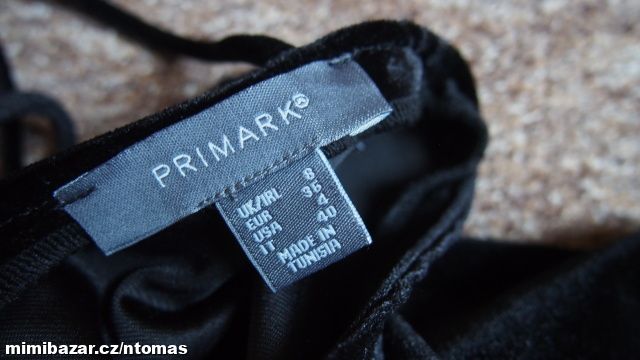 PRIMARK®
UK/IRL 8
EUR 36
USA 4
IT 40
MADE IN
TUNISIA
mimibazar.cz/ntomas